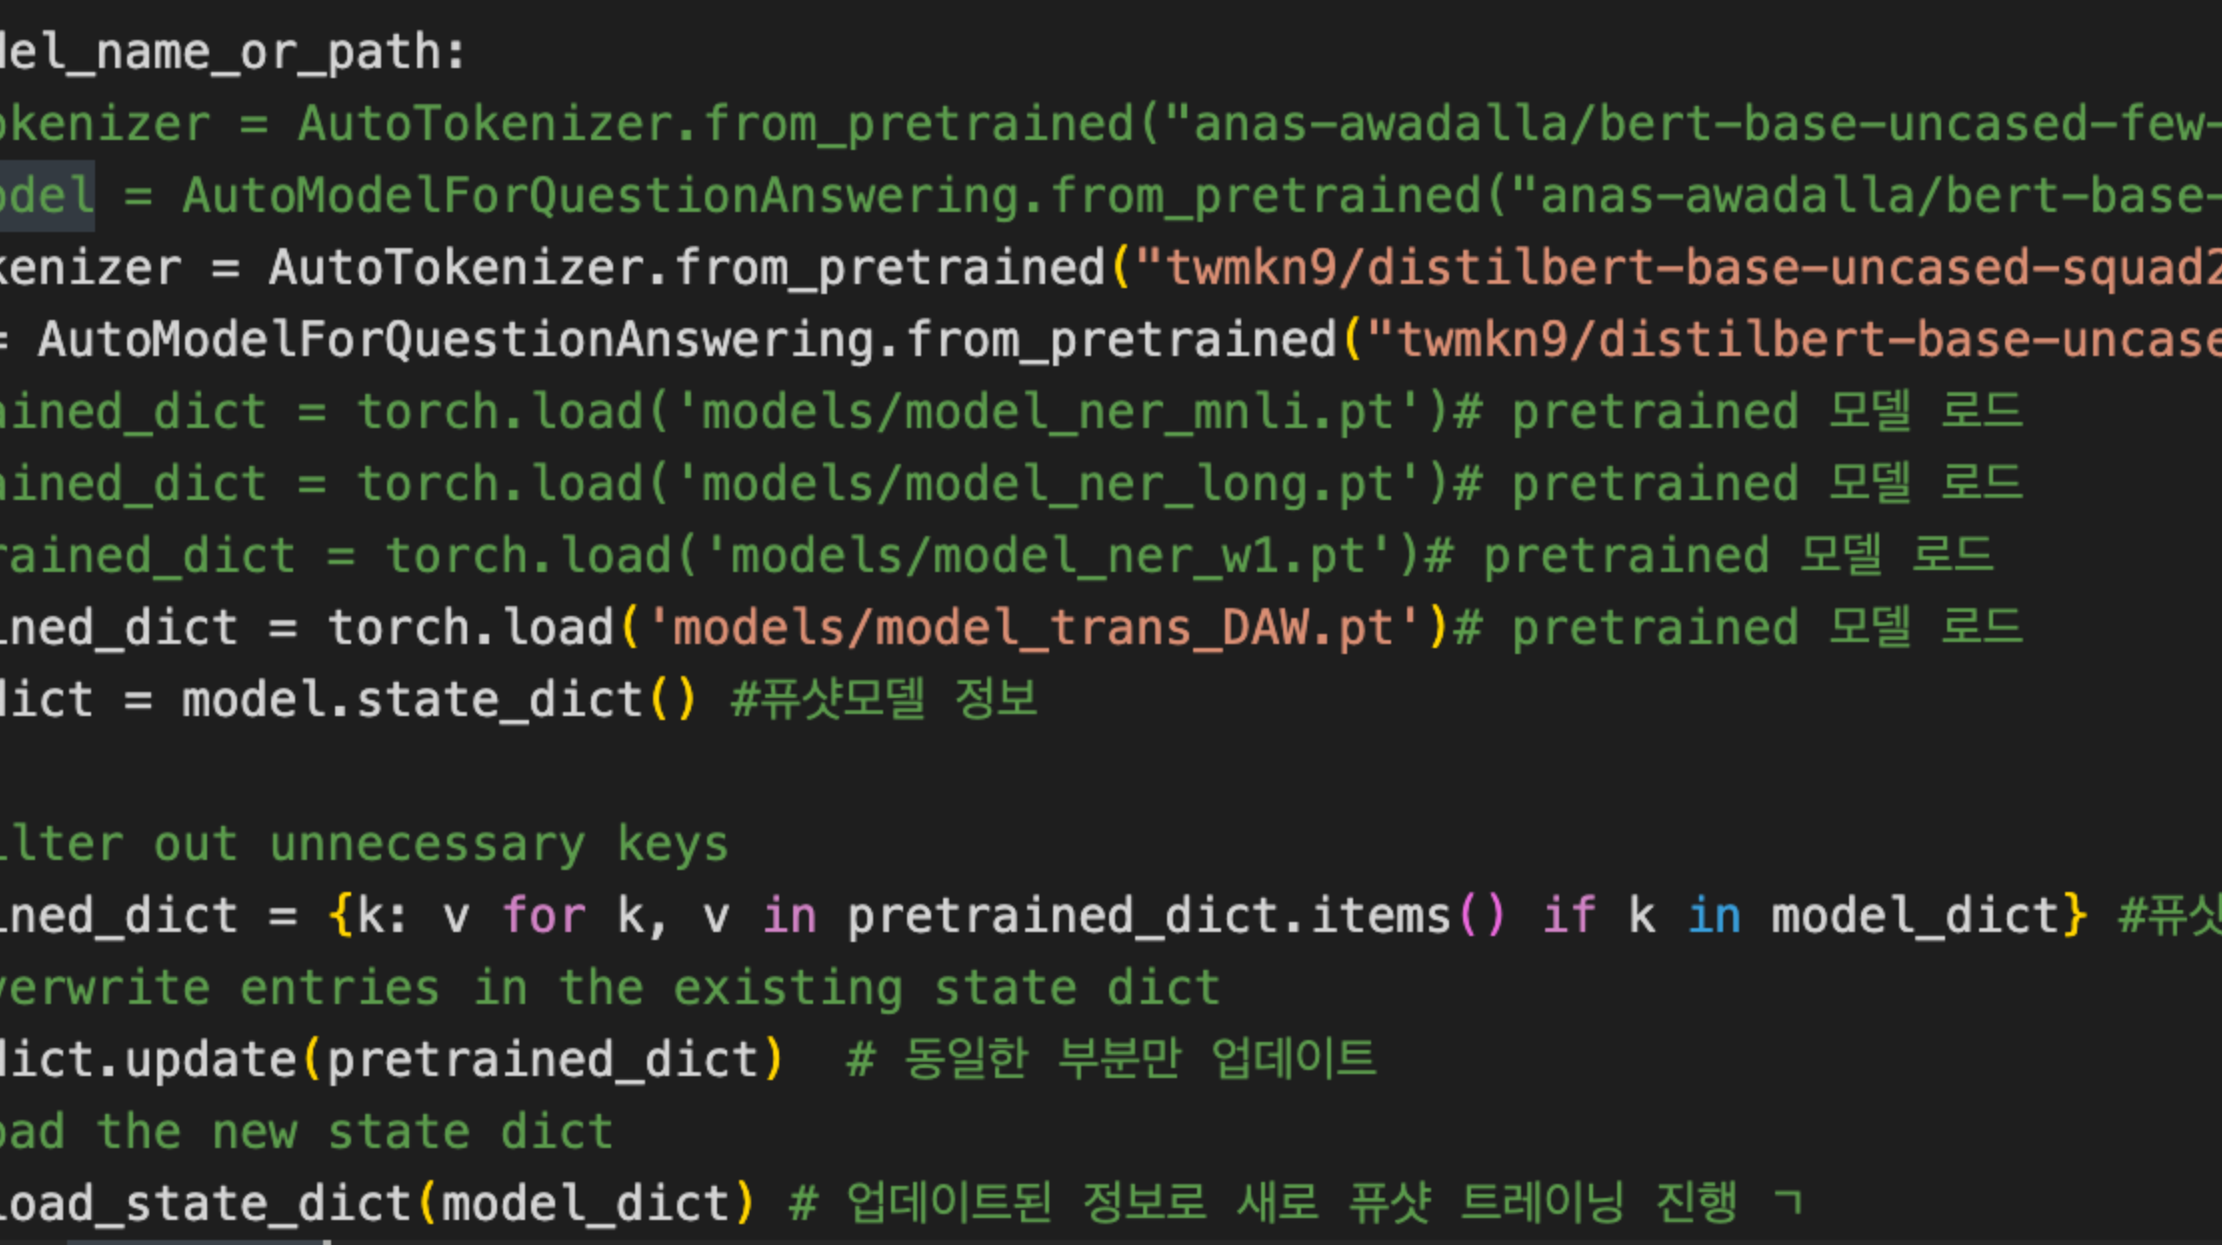 del_name_or_path:
okenizer = AutoTokenizer.from_pretrained("anas-awadalla/bert-base-uncased-few-
odel = AutoModelForQuestionAnswering.from_pretrained("anas-awadalla/bert-base-
kenizer = AutoTokenizer.from_pretrained("twmkn9/distilbert-base-uncased-squad2
= AutoModelForQuestionAnswering.from_pretrained("twmkn9/distilbert-base-uncase
ained_dict = torch.load('models/model_ner_mnli.pt')# pretrained 모델 로드
ained_dict = torch.load('models/model_ner_long.pt')# pretrained 모델 로드
rained_dict = torch.load('models/model_ner_w1.pt')# pretrained 모델 로드
ined_dict = torch.load('models/model_trans_DAW.pt')# pretrained 모델 로드
dict = model.state_dict() #퓨샷모델 정보
ilter out unnecessary keys
ined_dict = {k: v for k, v in pretrained_dict.items() if k in model_dict} #퓨샷
verwrite entries in the existing state dict
dict.update(pretrained_dict)  # 동일한 부분만 업데이트
oad the new state dict
load_state_dict(model_dict) # 업데이트된 정보로 새로 퓨샷 트레이닝 진행 ㄱ